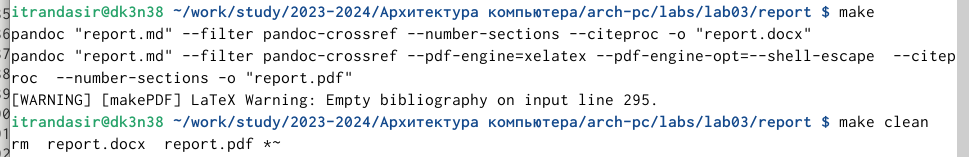 itrandasir@dk3n38 ~/work/study/2023-2024/Архитектура компьютера/arch-pc/labs/lab03/report $ make
pandoc "report.md" --filter pandoc-crossref --number-sections --citeproc -o "report.docx"
pandoc "report.md" --filter pandoc-crossref --pdf-engine=xelatex --pdf-engine-opt=--shell-escape  --citep
roc  --number-sections -o "report.pdf"
[WARNING] [makePDF] LaTeX Warning: Empty bibliography on input line 295.
itrandasir@dk3n38 ~/work/study/2023-2024/Архитектура компьютера/arch-pc/labs/lab03/report $ make clean
rm  report.docx  report.pdf *~